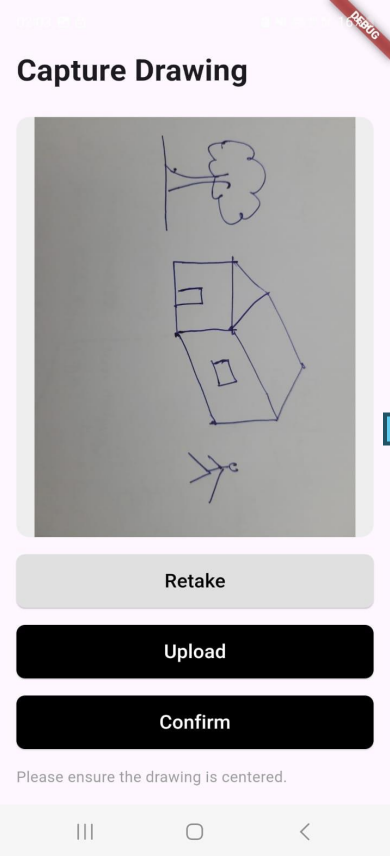 DEBUG
Capture Drawing
Retake
Upload
Confirm
Please ensure the drawing is centered.